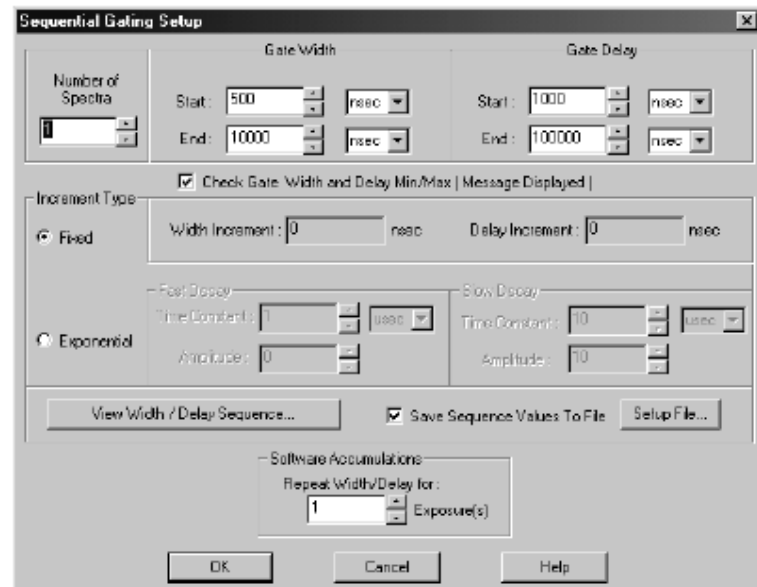 Sequential Gating Setup
Number of Spectra
1
Gate Width
Start: 500 nsec
End: 10000 nsec
Gate Delay
Start: 1000 nsec
End: 100000 nsec
Check Gate Width and Delay Min/Max [ Message Displayed ]
Increment Type
Fixed
Width Increment: 0 nsec
Delay Increment: 0 nsec
Exponential
Fast Decay
Time Constant: 1 usec
Amplitude: 0
Slow Decay
Time Constant: 10 usec
Amplitude: 10
View Width / Delay Sequence...
Save Sequence Values To File
Setup File...
Software Accumulations
Repeat Width/Delay for:
1 Exposure(s)
OK
Cancel
Help